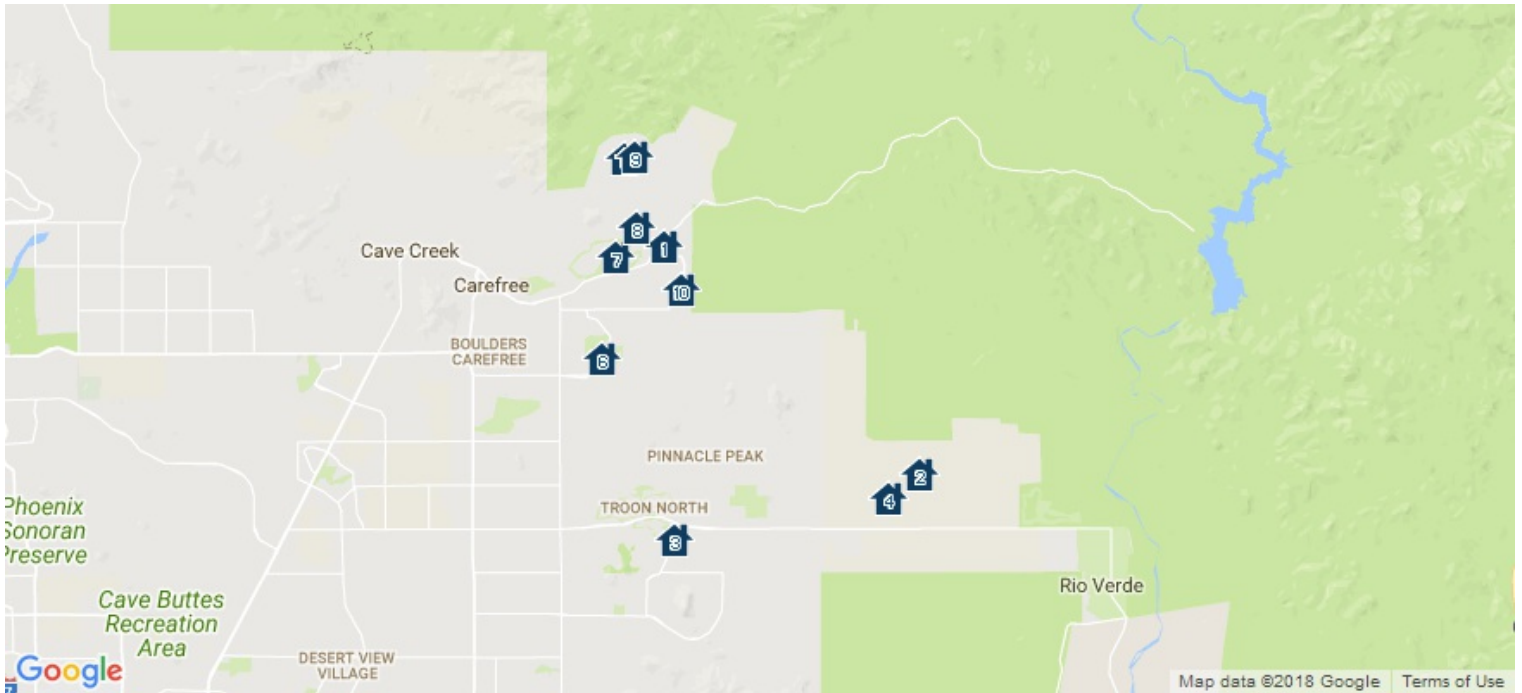 9
8
1
7
10
6
2
4
3
Cave Creek
Carefree
BOULDERS
CAREFREE
PINNACLE PEAK
TROON NORTH
Phoenix
Sonoran
Preserve
Rio Verde
Cave Buttes
Recreation
Area
DESERT VIEW
VILLAGE
Google
Map data ©2018 Google
Terms of Use